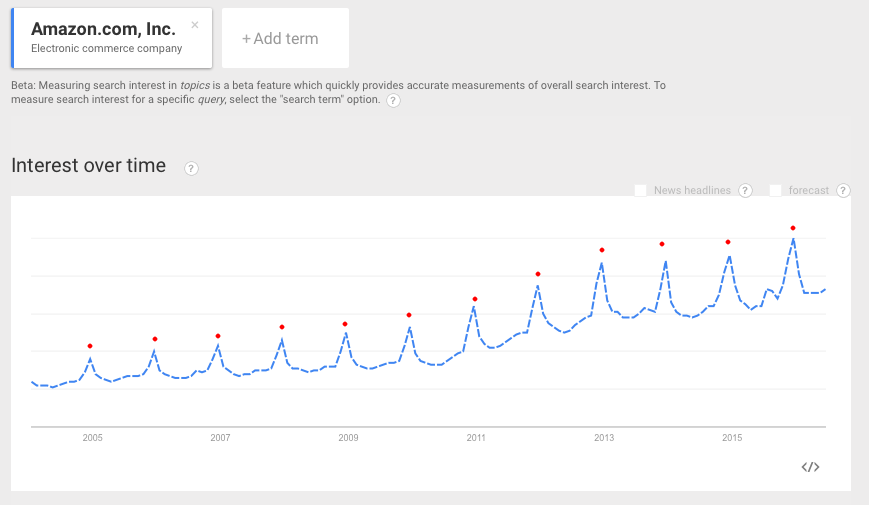 Amazon.com, Inc. ×
Electronic commerce company
+ Add term
Beta: Measuring search interest in topics is a beta feature which quickly provides accurate measurements of overall search interest. To
measure search interest for a specific query, select the "search term" option. ?
Interest over time ?
News headlines ? forecast ?
2005 2007 2009 2011 2013 2015
</>